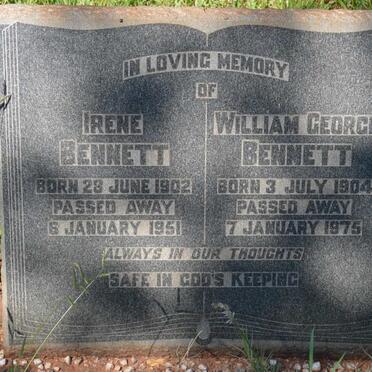 IN LOVING MEMORY
OF
IRENE
BENNETT
BORN 28 JUNE 1902
PASSED AWAY
6 JANUARY 1951
WILLIAM GEORGE
BENNETT
BORN 3 JULY 1904
PASSED AWAY
7 JANUARY 1975
ALWAYS IN OUR THOUGHTS
SAFE IN GOD'S KEEPING